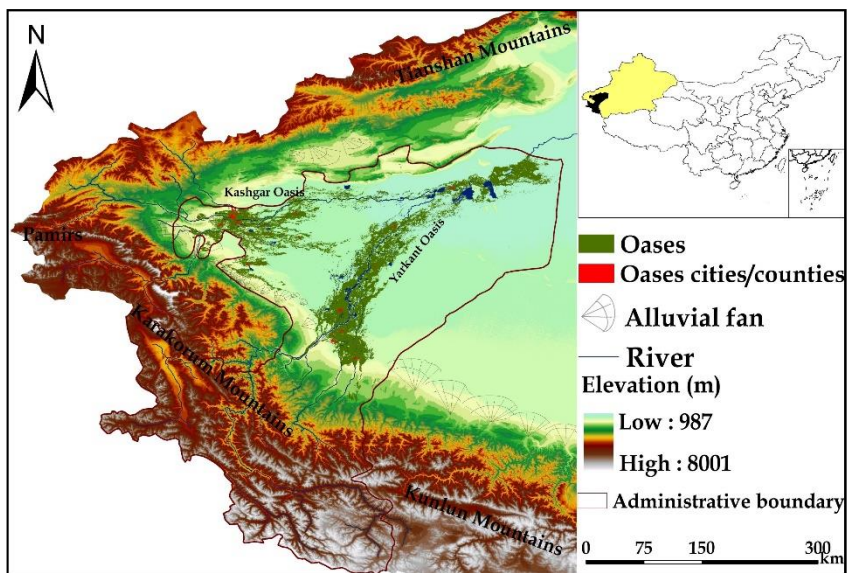 N
Tianshan Mountains
Kashgar Oasis
Pamirs
Yarkant Oasis
Karakorum Mountains
Kunlun Mountains
Oases
Oases cities/counties
Alluvial fan
River
Elevation (m)
Low : 987
High : 8001
Administrative boundary
0 75 150 300
km